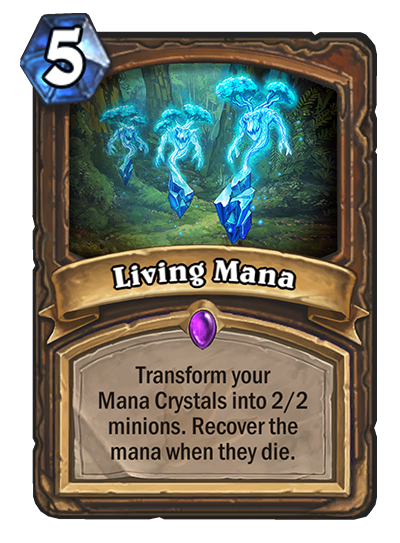 5
Living Mana
Transform your
Mana Crystals into 2/2
minions. Recover the
mana when they die.